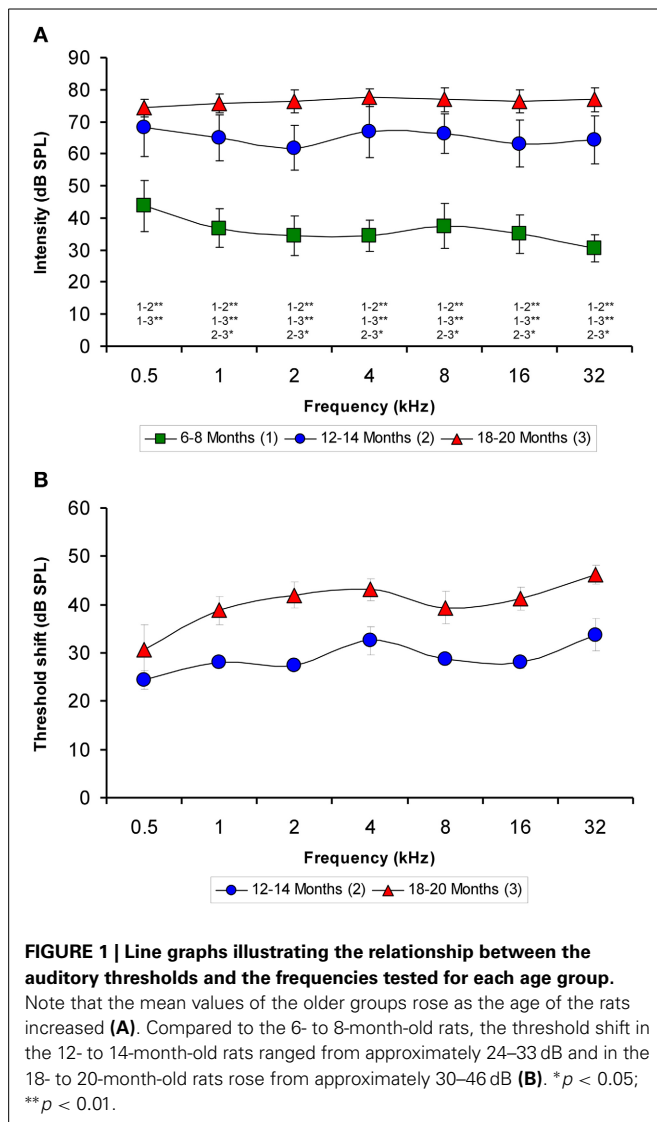 A
90
80
70
60
50
40
30
20
10
0
Intensity (dB SPL)
1-2** 1-2** 1-2** 1-2** 1-2** 1-2** 1-2**
1-3** 1-3** 1-3** 1-3** 1-3** 1-3** 1-3**
2-3* 2-3* 2-3* 2-3* 2-3* 2-3*
0.5 1 2 4 8 16 32
Frequency (kHz)
6-8 Months (1) 12-14 Months (2) 18-20 Months (3)
B
60
50
40
30
20
10
0
Threshold shift (dB SPL)
0.5 1 2 4 8 16 32
Frequency (kHz)
12-14 Months (2) 18-20 Months (3)
FIGURE 1 | Line graphs illustrating the relationship between the
auditory thresholds and the frequencies tested for each age group.
Note that the mean values of the older groups rose as the age of the rats
increased (A). Compared to the 6- to 8-month-old rats, the threshold shift in
the 12- to 14-month-old rats ranged from approximately 24–33 dB and in the
18- to 20-month-old rats rose from approximately 30–46 dB (B). *p < 0.05;
**p < 0.01.